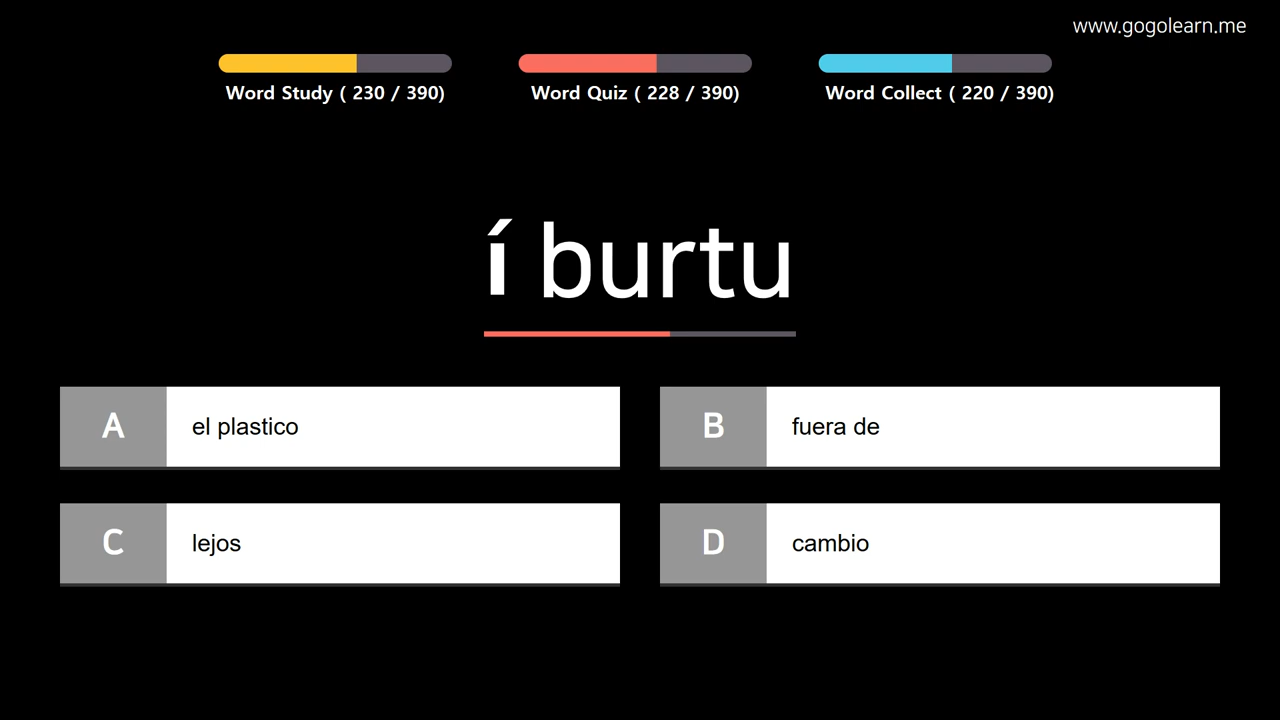 www.gogolearn.me
Word Study ( 230 / 390)
Word Quiz ( 228 / 390)
Word Collect ( 220 / 390)
í burtu
A el plastico
B fuera de
C lejos
D cambio